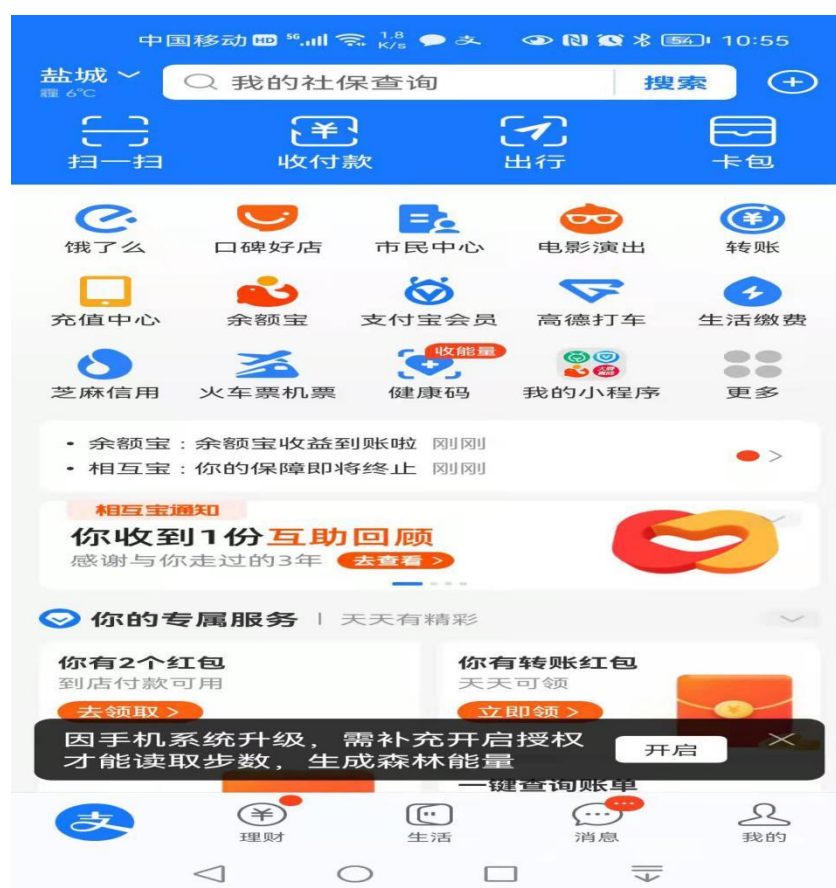 中国移动 HD 5G 1.8 K/s 54 10:55
盐城 我的社保查询 搜索
霾 6°C
扫一扫 收付款 出行 卡包
饿了么 口碑好店 市民中心 电影演出 转账
充值中心 余额宝 支付宝会员 高德打车 生活缴费
收能量
芝麻信用 火车票机票 健康码 我的小程序 更多
• 余额宝：余额宝收益到账啦 刚刚
• 相互宝：你的保障即将终止 刚刚
相互宝通知
你收到1份互助回顾
感谢与你走过的3年 去查看 >
你的专属服务 | 天天有精彩
你有2个红包 你有转账红包
到店付款可用 天天可领
去领取 > 立即领 >
因手机系统升级，需补充开启授权
才能读取步数，生成森林能量 开启
一键查询账单
支 理财 生活 消息 我的